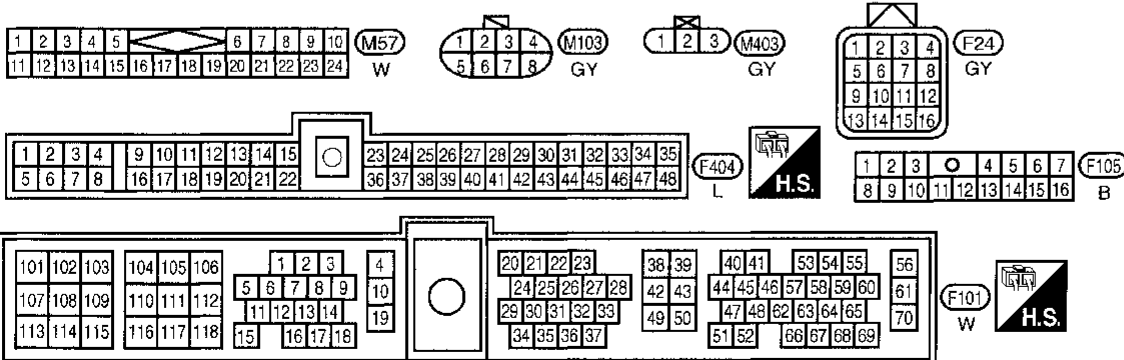 1 2 3 4 5 6 7 8 9 10 M57
11 12 13 14 15 16 17 18 19 20 21 22 23 24 W
1 2 3 4 M103
5 6 7 8 GY
1 2 3 M403
GY
1 2 3 4 F24
5 6 7 8 GY
9 10 11 12
13 14 15 16
1 2 3 4 9 10 11 12 13 14 15 23 24 25 26 27 28 29 30 31 32 33 34 35 F404
5 6 7 8 16 17 18 19 20 21 22 36 37 38 39 40 41 42 43 44 45 46 47 48 L
H.S.
1 2 3 4 5 6 7 F105
8 9 10 11 12 13 14 15 16 B
101 102 103 104 105 106 1 2 3 4 20 21 22 23 38 39 40 41 53 54 55 56
107 108 109 110 111 112 5 6 7 8 9 10 24 25 26 27 28 42 43 44 45 46 57 58 59 60 61 F101
113 114 115 116 117 118 11 12 13 14 19 29 30 31 32 33 49 50 47 48 62 63 64 65 70 W
15 16 17 18 34 35 36 37 51 52 66 67 68 69
H.S.